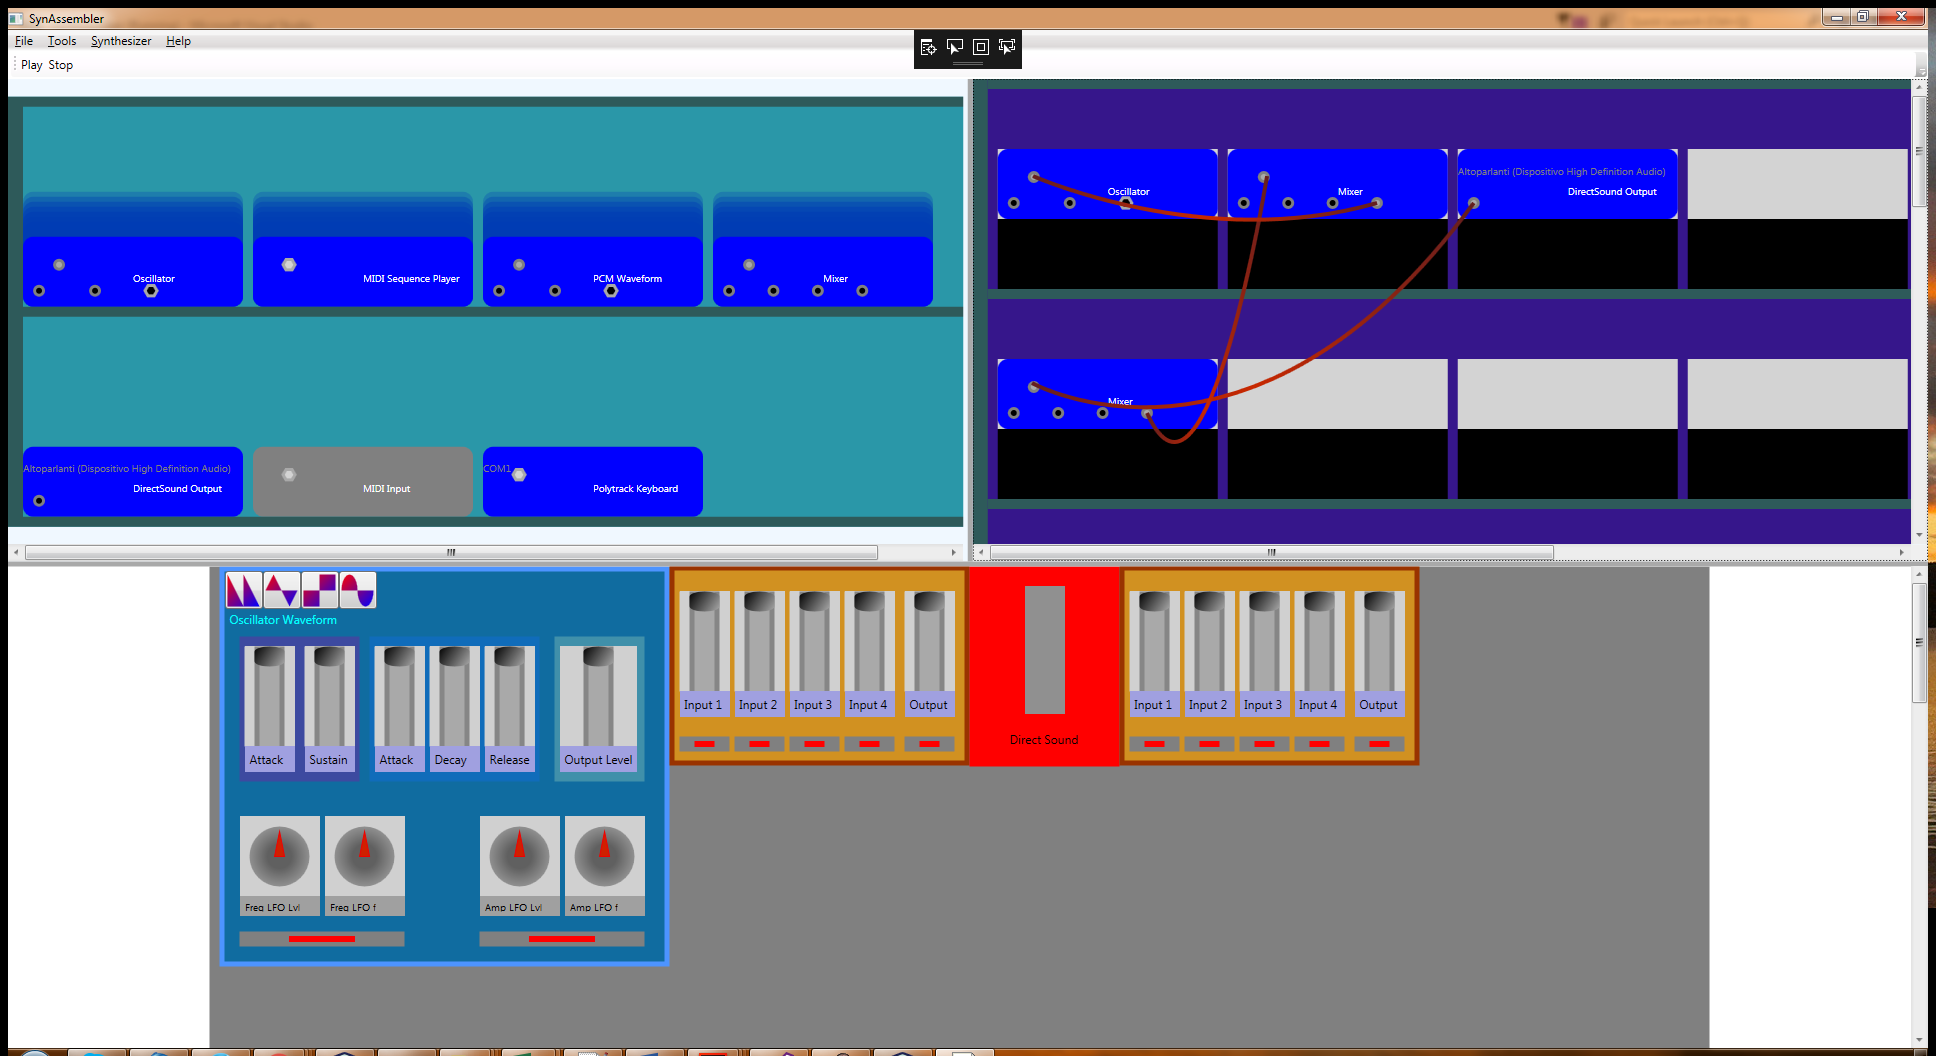 SynAssembler
File Tools Synthesizer Help
Play Stop
Oscillator
MIDI Sequence Player
PCM Waveform
Mixer
Altoparlanti (Dispositivo High Definition Audio)
DirectSound Output
MIDI Input
COM1
Polytrack Keyboard
Oscillator
Mixer
Altoparlanti (Dispositivo High Definition Audio)
DirectSound Output
Mixer
Oscillator Waveform
Attack
Sustain
Attack
Decay
Release
Output Level
Freq LFO Lvl
Freq LFO f
Amp LFO Lvl
Amp LFO f
Input 1
Input 2
Input 3
Input 4
Output
Direct Sound
Input 1
Input 2
Input 3
Input 4
Output